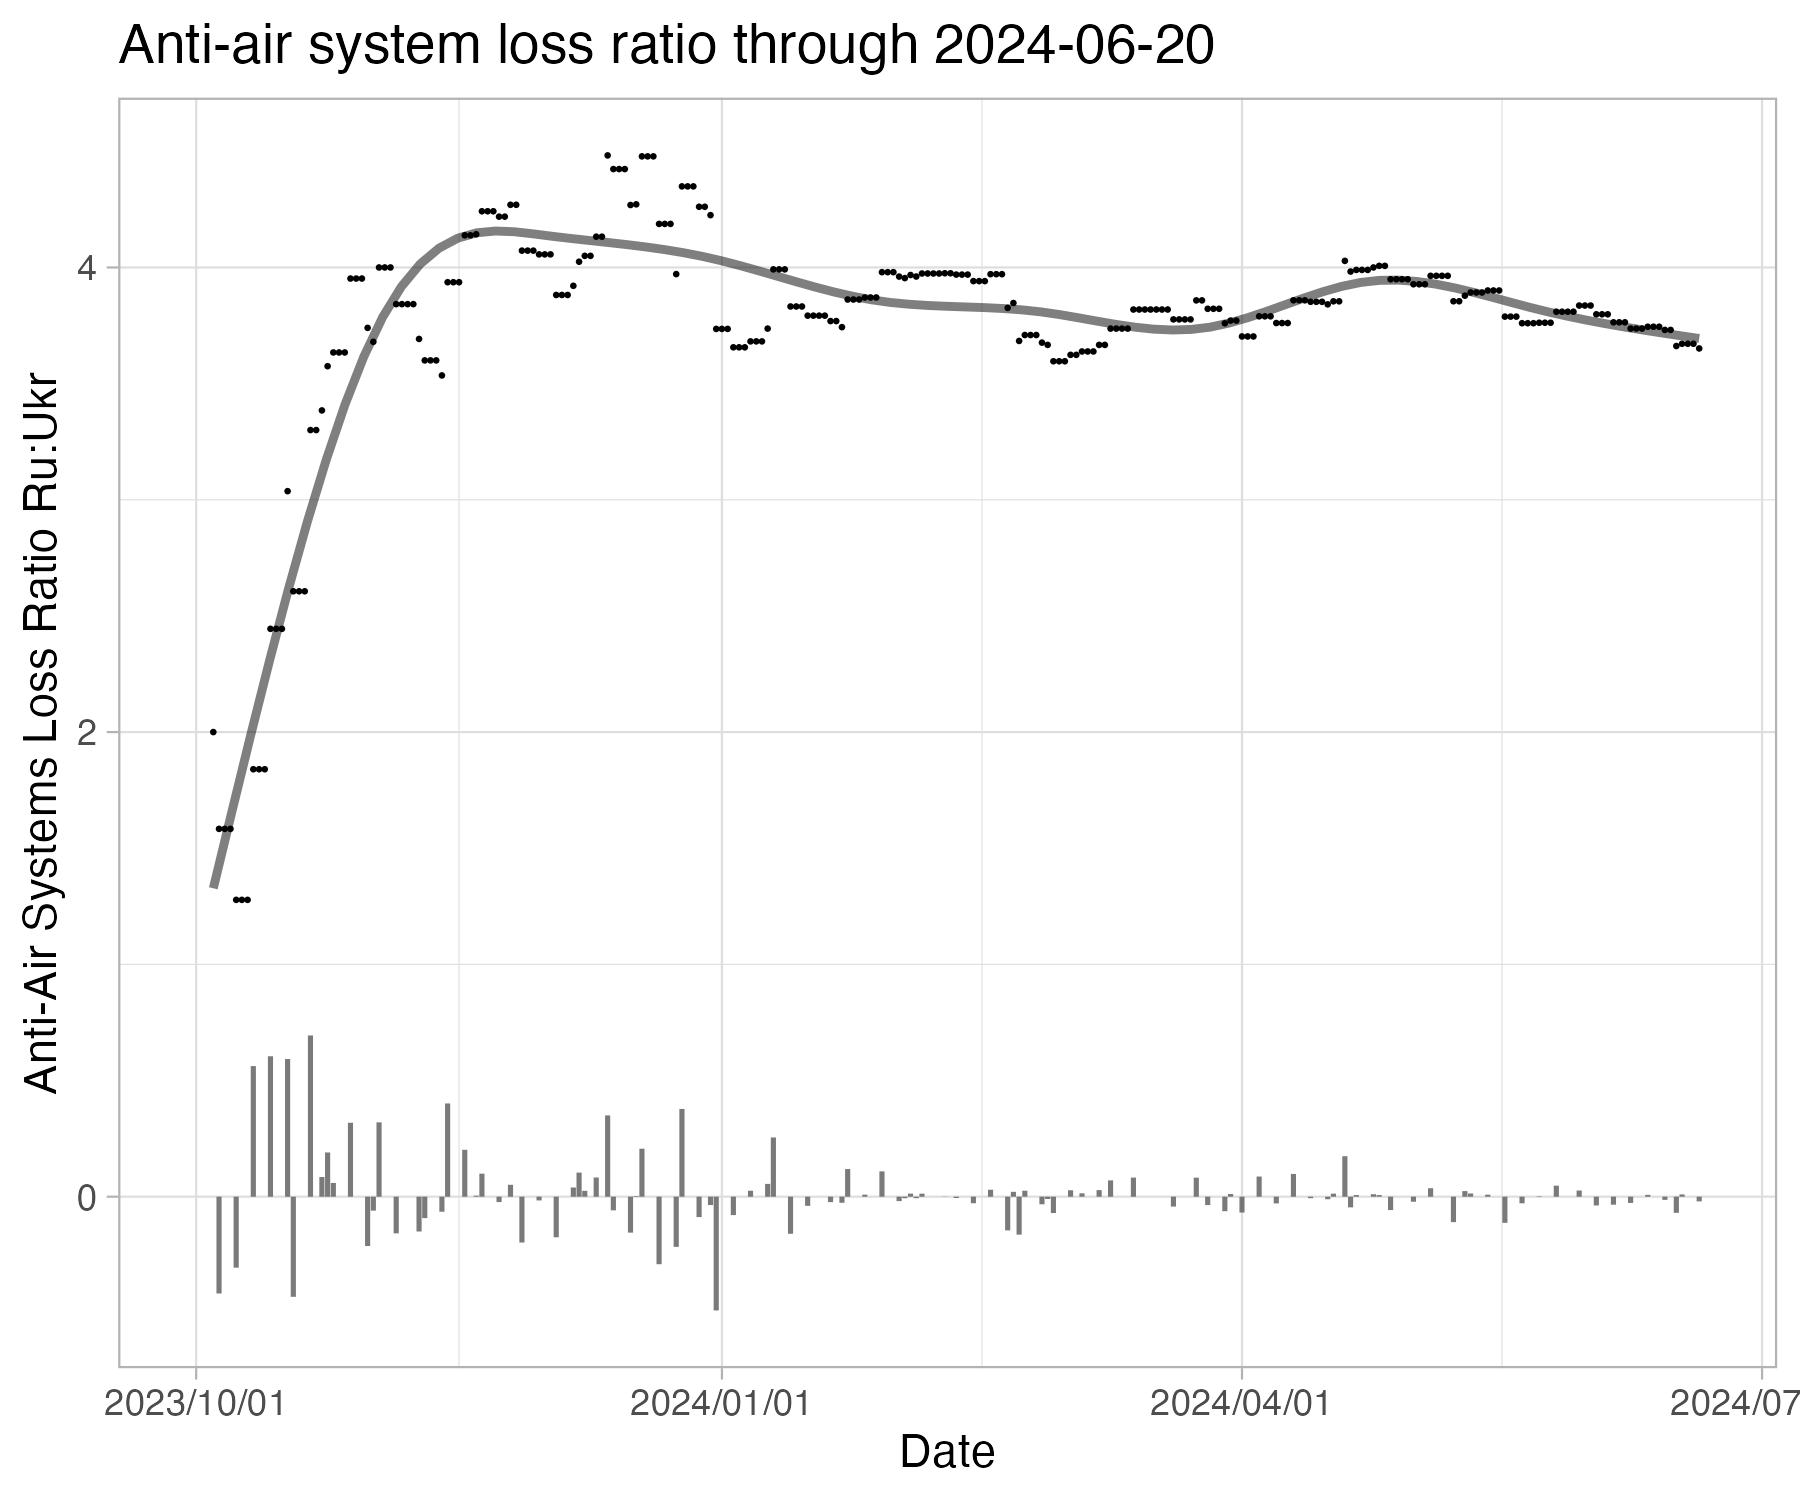 Anti-air system loss ratio through 2024-06-20
Anti-Air Systems Loss Ratio Ru:Ukr
4
2
0
2023/10/01
2024/01/01
2024/04/01
2024/07
Date